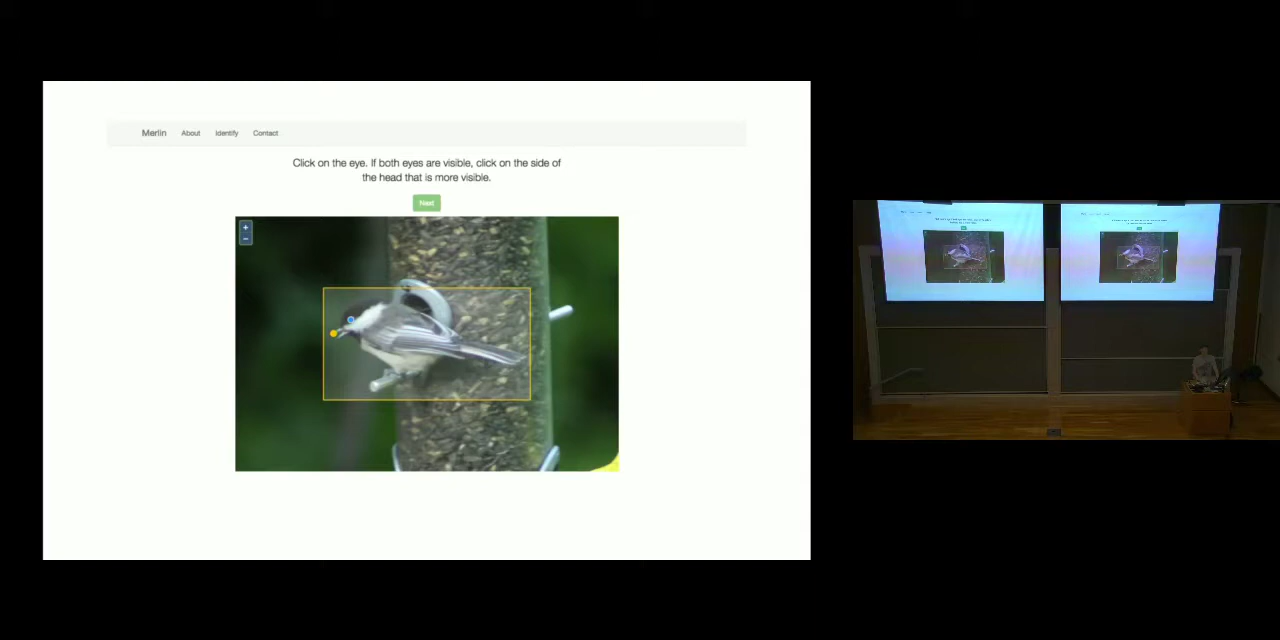 Merlin About Identify Contact
Click on the eye. If both eyes are visible, click on the side of
the head that is more visible.
Next
+
−